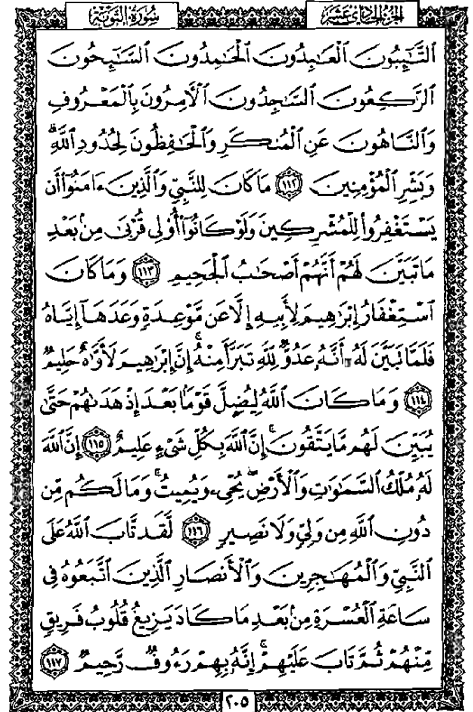 الجزء الحادي عشر
سورة التوبة
ٱلتَّـٰٓئِبُونَ ٱلْعَـٰبِدُونَ ٱلْحَـٰمِدُونَ ٱلسَّـٰٓئِحُونَ
ٱلرَّٰكِعُونَ ٱلسَّـٰجِدُونَ ٱلْـَٔامِرُونَ بِٱلْمَعْرُوفِ
وَٱلنَّاهُونَ عَنِ ٱلْمُنكَرِ وَٱلْحَـٰفِظُونَ لِحُدُودِ ٱللَّهِ ۗ
وَبَشِّرِ ٱلْمُؤْمِنِينَ ١١٢ مَا كَانَ لِلنَّبِيِّ وَٱلَّذِينَ ءَامَنُوٓا۟ أَن
يَسْتَغْفِرُوا۟ لِلْمُشْرِكِينَ وَلَوْ كَانُوٓا۟ أُو۟لِى قُرْبَىٰ مِنۢ بَعْدِ
مَا تَبَيَّنَ لَهُمْ أَنَّهُمْ أَصْحَـٰبُ ٱلْجَحِيمِ ١١٣ وَمَا كَانَ
ٱسْتِغْفَارُ إِبْرَٰهِيمَ لِأَبِيهِ إِلَّا عَن مَّوْعِدَةٍ وَعَدَهَآ إِيَّاهُ
فَلَمَّا تَبَيَّنَ لَهُۥٓ أَنَّهُۥ عَدُوٌّ لِّلَّهِ تَبَرَّأَ مِنْهُ ۚ إِنَّ إِبْرَٰهِيمَ لَأَوَّٰهٌ حَلِيمٌ
١١٤ وَمَا كَانَ ٱللَّهُ لِيُضِلَّ قَوْمًۢا بَعْدَ إِذْ هَدَىٰهُمْ حَتَّىٰ
يُبَيِّنَ لَهُم مَّا يَتَّقُونَ ۚ إِنَّ ٱللَّهَ بِكُلِّ شَىْءٍ عَلِيمٌ ١١٥ إِنَّ ٱللَّهَ
لَهُۥ مُلْكُ ٱلسَّمَـٰوَٰتِ وَٱلْأَرْضِ ۖ يُحْىِۦ وَيُمِيتُ ۚ وَمَا لَكُم مِّن
دُونِ ٱللَّهِ مِن وَلِىٍّ وَلَا نَصِيرٍ ١١٦ لَّقَد تَّابَ ٱللَّهُ عَلَى
ٱلنَّبِىِّ وَٱلْمُهَـٰجِرِينَ وَٱلْأَنصَارِ ٱلَّذِينَ ٱتَّبَعُوهُ فِى
سَاعَةِ ٱلْعُسْرَةِ مِنۢ بَعْدِ مَا كَادَ يَزِيغُ قُلُوبُ فَرِيقٍ
مِّنْهُمْ ثُمَّ تَابَ عَلَيْهِمْ ۚ إِنَّهُۥ بِهِمْ رَءُوفٌ رَّحِيمٌ ١١٧
٢٠٥